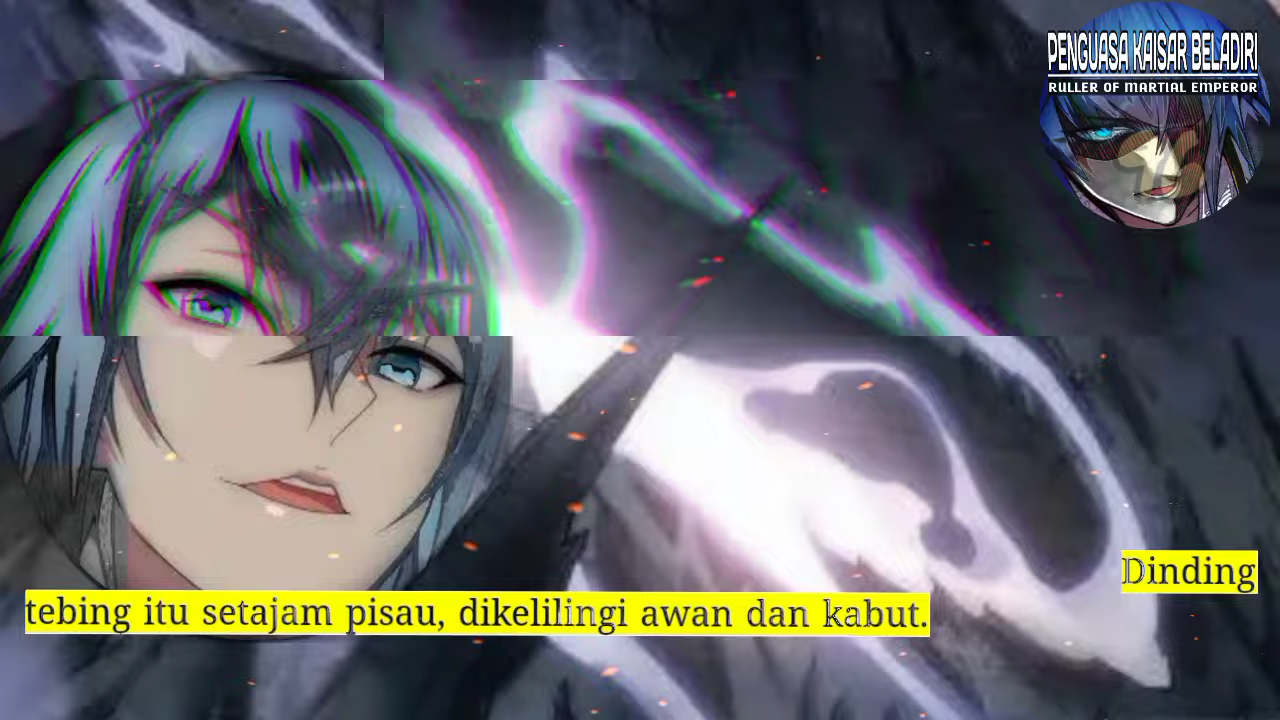 PENGUASA KAISAR BELADIRI
RULLER OF MARTIAL EMPEROR
Dinding
tebing itu setajam pisau, dikelilingi awan dan kabut.